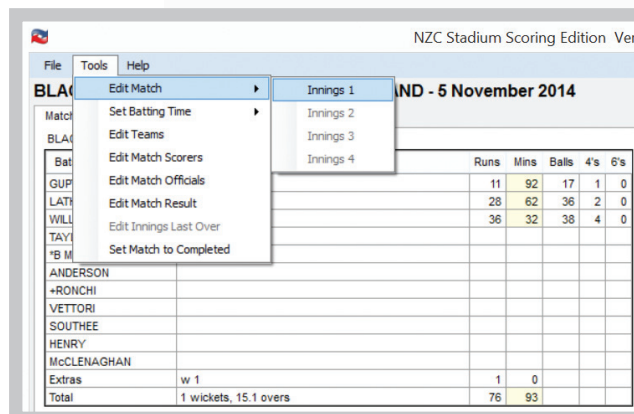 NZC Stadium Scoring Edition Ver
File Tools Help
BLA ND - 5 November 2014
Edit Match Innings 1
Set Batting Time Innings 2
Edit Teams Innings 3
Edit Match Scorers Innings 4
Edit Match Officials
Edit Match Result
Edit Innings Last Over
Set Match to Completed
Matc
BLA
Bat Runs Mins Balls 4's 6's
GUP 11 92 17 1 0
LATH 28 62 36 2 0
WILL 36 32 38 4 0
TAY
*B M
ANDERSON
+RONCHI
VETTORI
SOUTHEE
HENRY
McCLENAGHAN
Extras w 1 1 0
Total 1 wickets, 15.1 overs 76 93